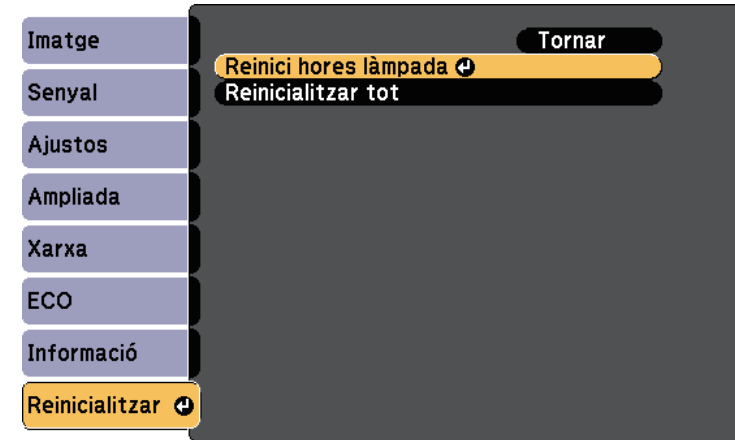 Imatge
Senyal
Ajustos
Ampliada
Xarxa
ECO
Informació
Reinicialitzar
Tornar
Reinici hores làmpada
Reinicialitzar tot